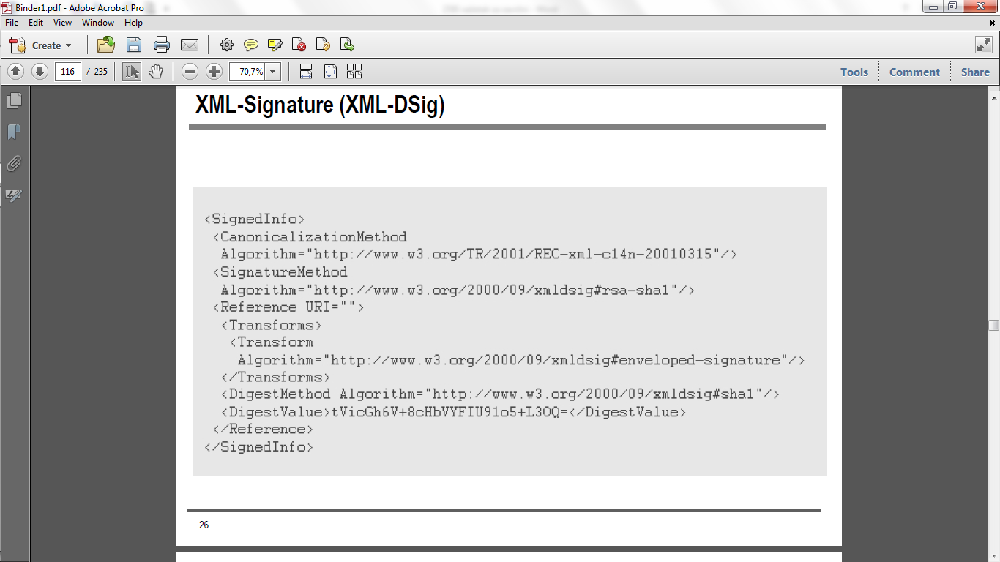 Binder1.pdf - Adobe Acrobat Pro
File Edit View Window Help
Create
116 / 235 70,7% Tools Comment Share
XML-Signature (XML-DSig)
<SignedInfo>
<CanonicalizationMethod
Algorithm="http://www.w3.org/TR/2001/REC-xml-c14n-20010315"/>
<SignatureMethod
Algorithm="http://www.w3.org/2000/09/xmldsig#rsa-sha1"/>
<Reference URI="">
<Transforms>
<Transform
Algorithm="http://www.w3.org/2000/09/xmldsig#enveloped-signature"/>
</Transforms>
<DigestMethod Algorithm="http://www.w3.org/2000/09/xmldsig#sha1"/>
<DigestValue>tVicGh6V+8cHbVYFIU91o5+L3OQ=</DigestValue>
</Reference>
</SignedInfo>
26